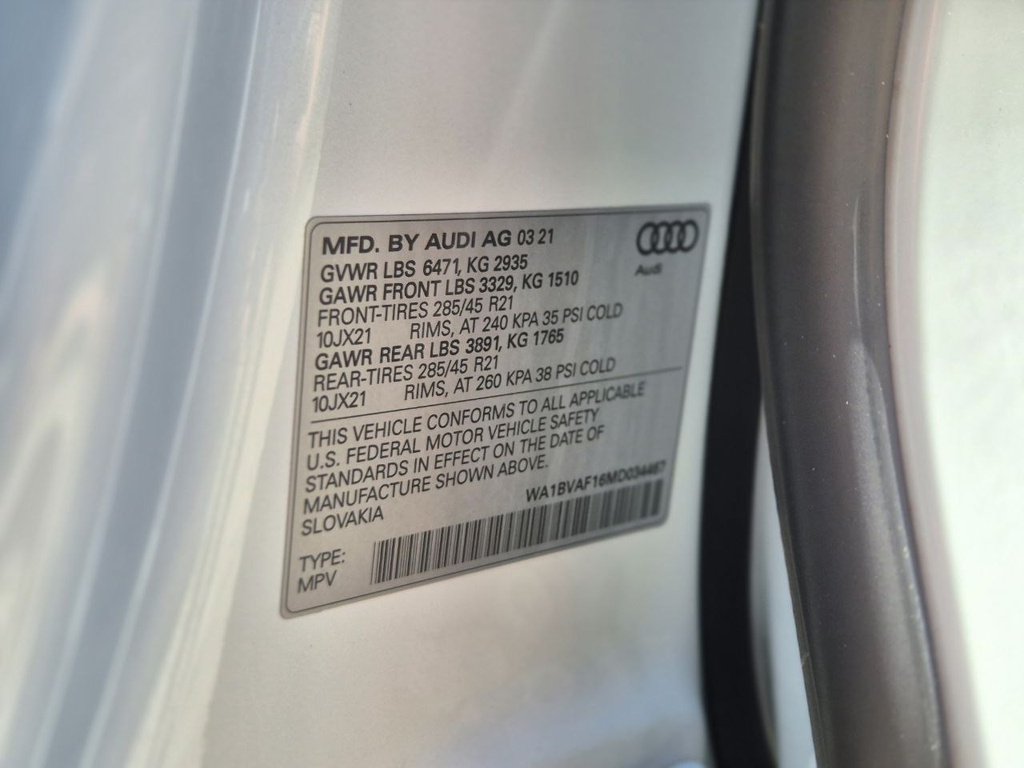 MFD. BY AUDI AG 03 21
Audi
GVWR LBS 6471, KG 2935
GAWR FRONT LBS 3329, KG 1510
FRONT-TIRES 285/45 R21
10JX21 RIMS, AT 240 KPA 35 PSI COLD
GAWR REAR LBS 3891, KG 1765
REAR-TIRES 285/45 R21
10JX21 RIMS, AT 260 KPA 38 PSI COLD
THIS VEHICLE CONFORMS TO ALL APPLICABLE
U.S. FEDERAL MOTOR VEHICLE SAFETY
STANDARDS IN EFFECT ON THE DATE OF
MANUFACTURE SHOWN ABOVE.
SLOVAKIA
WA1BVAF16MD034467
TYPE:
MPV